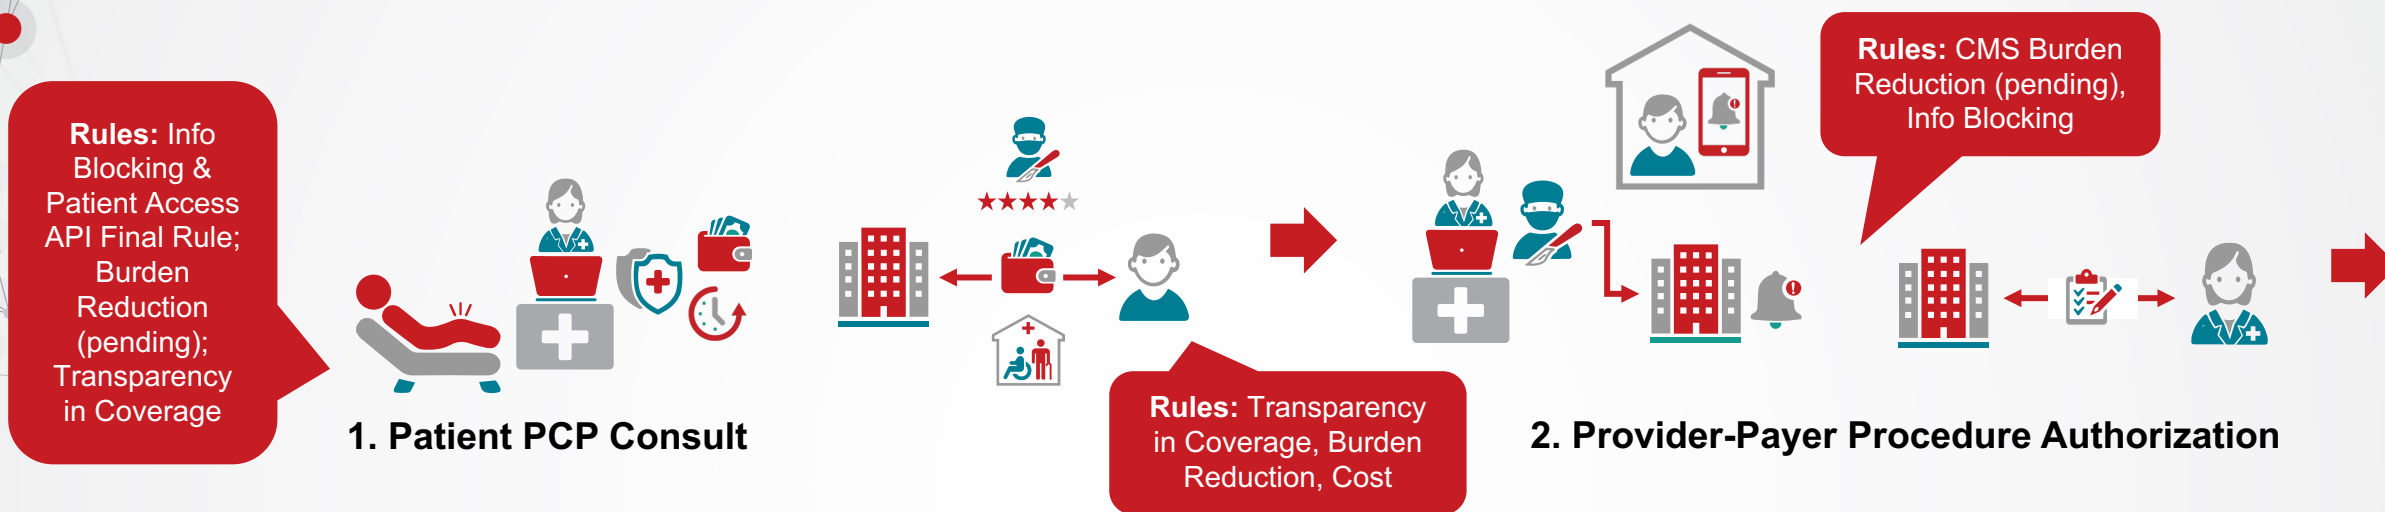 Rules: Info
Blocking &
Patient Access
API Final Rule;
Burden
Reduction
(pending);
Transparency
in Coverage
1. Patient PCP Consult
Rules: Transparency
in Coverage, Burden
Reduction, Cost
Rules: CMS Burden
Reduction (pending),
Info Blocking
2. Provider-Payer Procedure Authorization